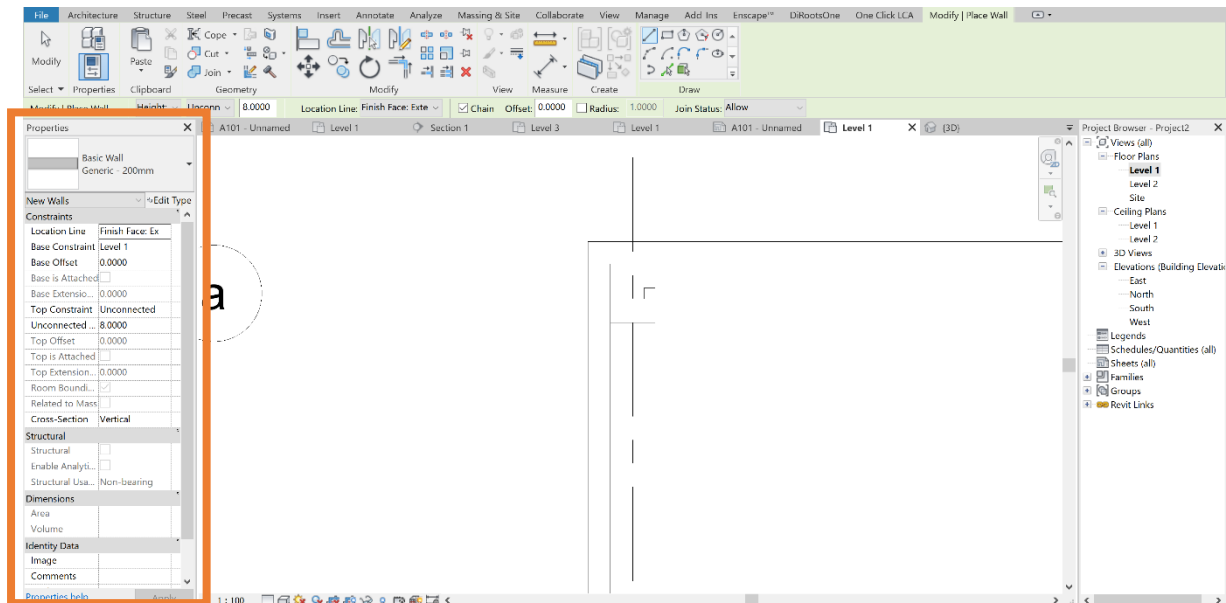 File Architecture Structure Steel Precast Systems Insert Annotate Analyze Massing & Site Collaborate View Manage Add Ins Enscape™ DiRootsOne One Click LCA Modify | Place Wall
Modify Paste Cope Cut Join
Select Properties Clipboard Geometry Modify View Measure Create Draw
Modify | Place Wall Height: Unconn 8.0000 Location Line: Finish Face: Exte Chain Offset: 0.0000 Radius: 1.0000 Join Status: Allow
Properties
A101 - Unnamed Level 1 Section 1 Level 3 Level 1 A101 - Unnamed Level 1 {3D}
Basic Wall
Generic - 200mm
New Walls Edit Type
Constraints
Location Line Finish Face: Ex
Base Constraint Level 1
Base Offset 0.0000
Base is Attached
Base Extensio... 0.0000
Top Constraint Unconnected
Unconnected ... 8.0000
Top Offset 0.0000
Top is Attached
Top Extension... 0.0000
Room Boundi...
Related to Mass
Cross-Section Vertical
Structural
Structural
Enable Analyti...
Structural Usa... Non-bearing
Dimensions
Area
Volume
Identity Data
Image
Comments
Properties help Apply
a
1 : 100
Project Browser - Project2
Views (all)
Floor Plans
Level 1
Level 2
Site
Ceiling Plans
Level 1
Level 2
3D Views
Elevations (Building Elevati
East
North
South
West
Legends
Schedules/Quantities (all)
Sheets (all)
Families
Groups
Revit Links